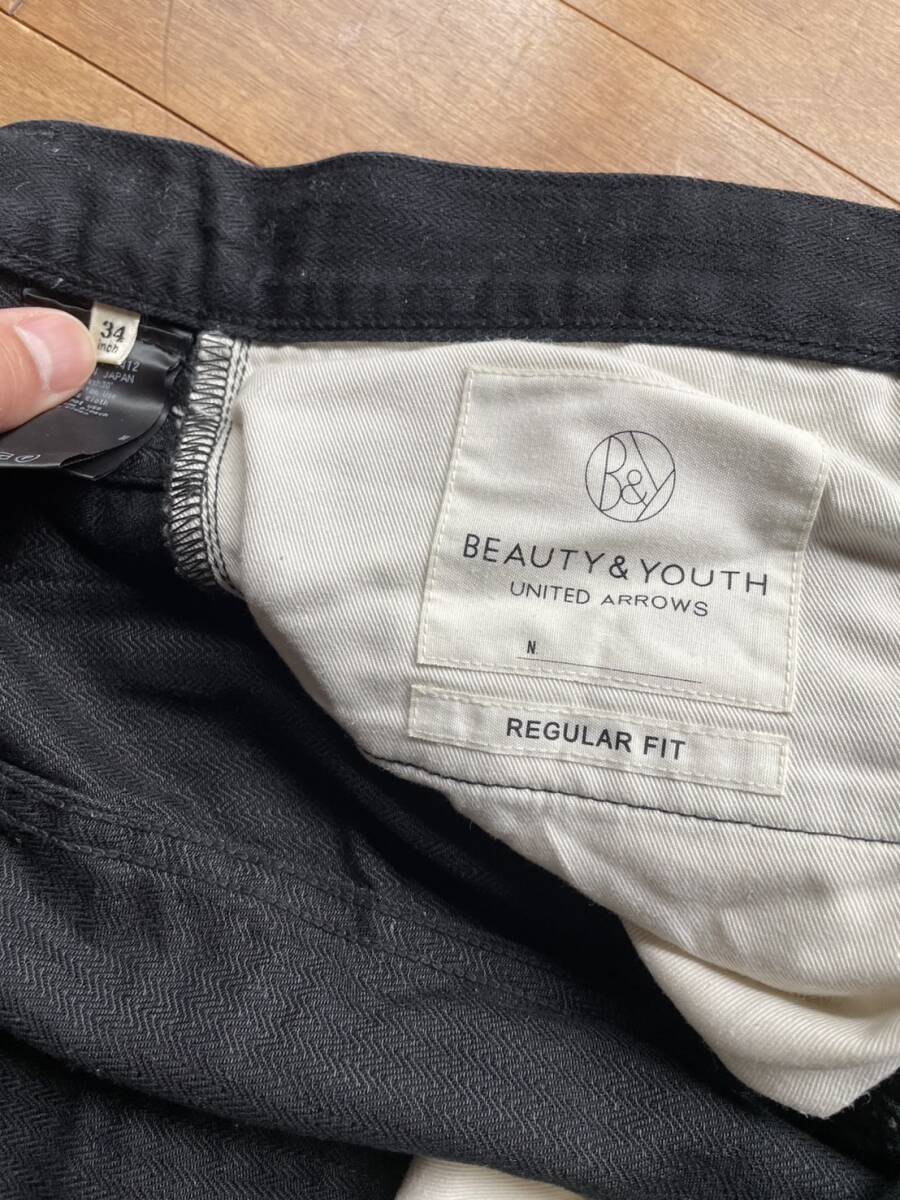 34
inch
JAPAN
B&Y
BEAUTY & YOUTH
UNITED ARROWS
N
REGULAR FIT